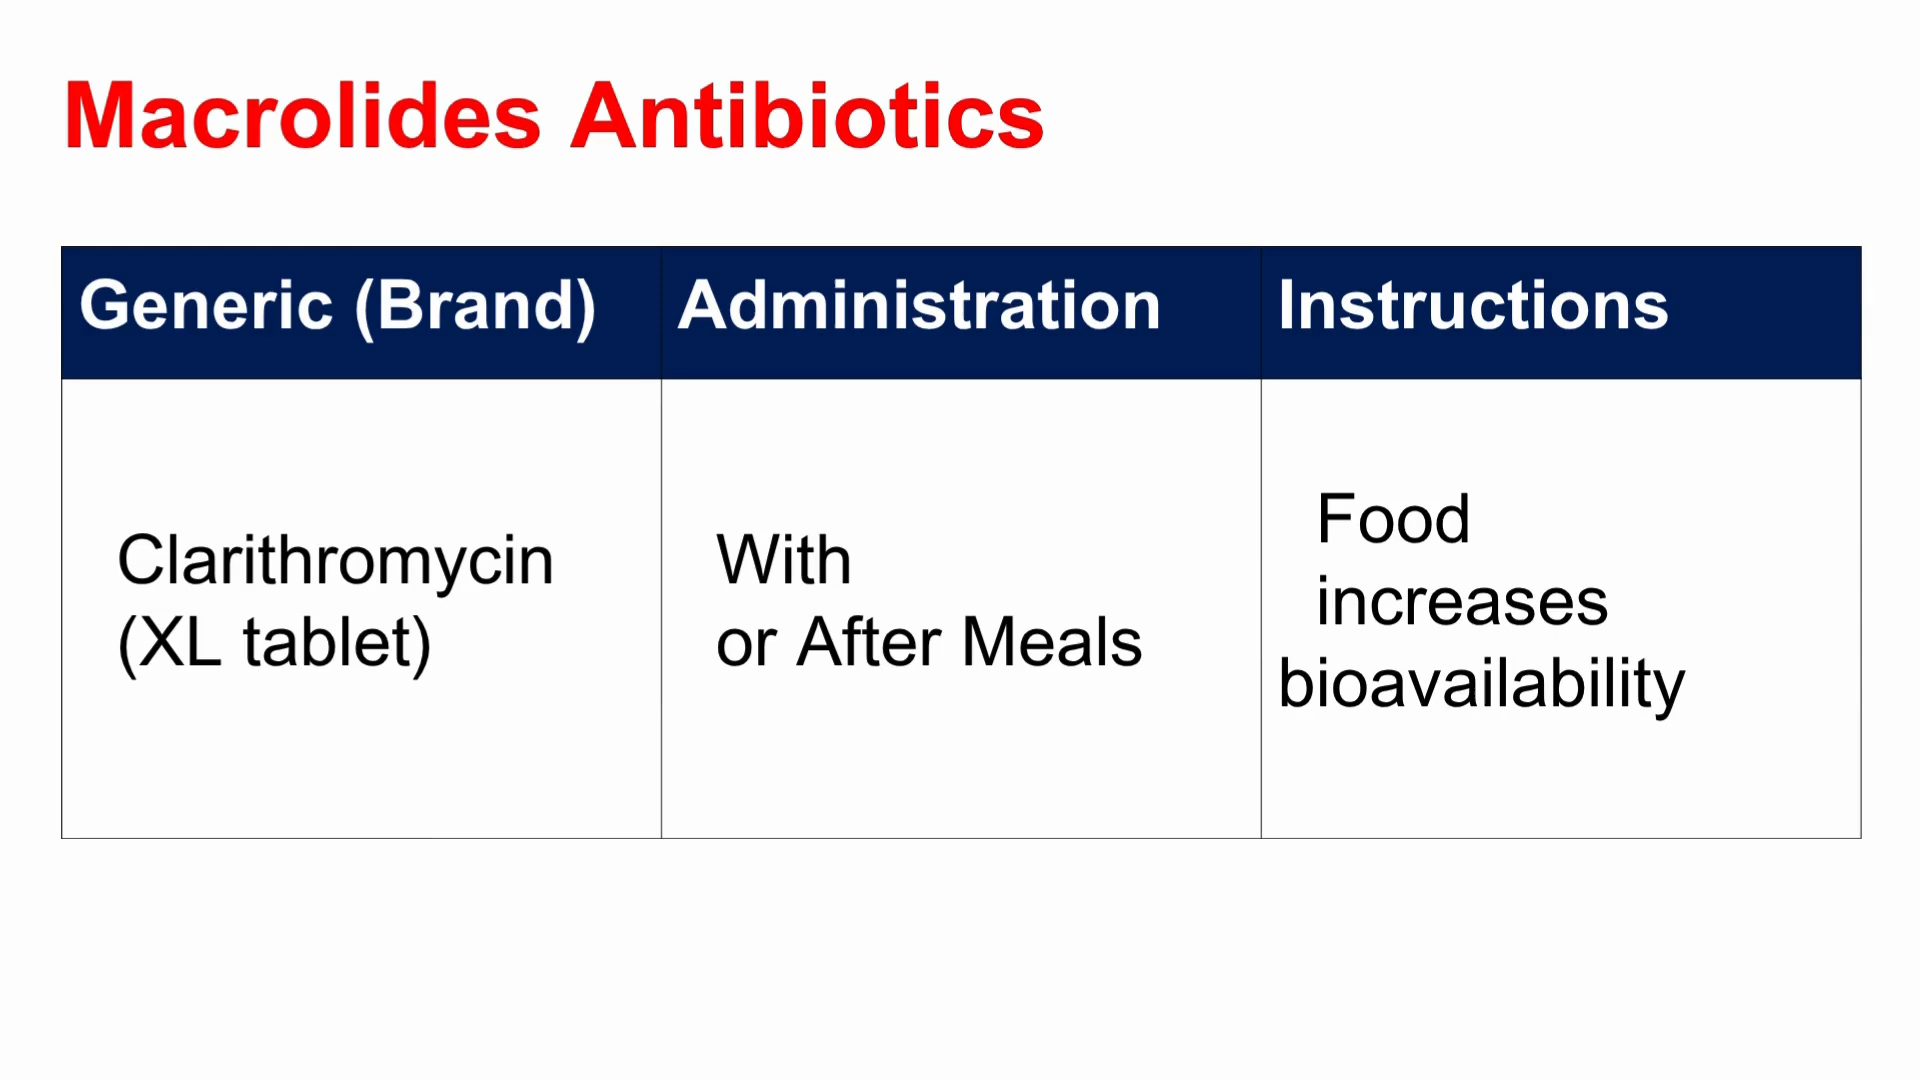 Macrolides Antibiotics
Generic (Brand)
Administration
Instructions
Clarithromycin
(XL tablet)
With
or After Meals
Food
increases
bioavailability